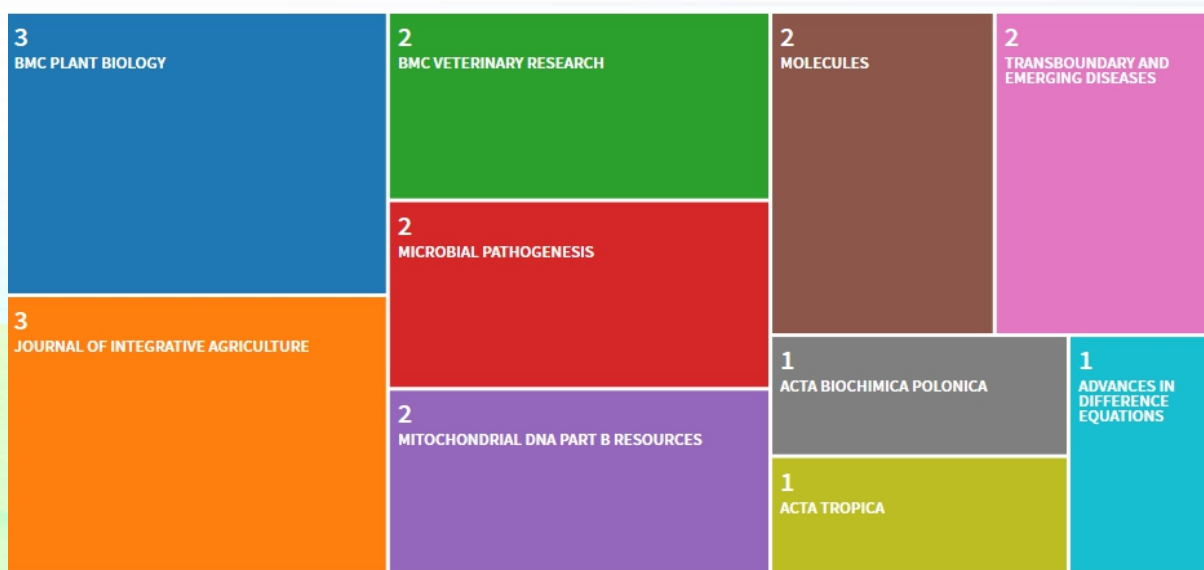 3
BMC PLANT BIOLOGY
3
JOURNAL OF INTEGRATIVE AGRICULTURE
2
BMC VETERINARY RESEARCH
2
MICROBIAL PATHOGENESIS
2
MITOCHONDRIAL DNA PART B RESOURCES
2
MOLECULES
2
TRANSBOUNDARY AND
EMERGING DISEASES
1
ACTA BIOCHIMICA POLONICA
1
ACTA TROPICA
1
ADVANCES IN
DIFFERENCE
EQUATIONS